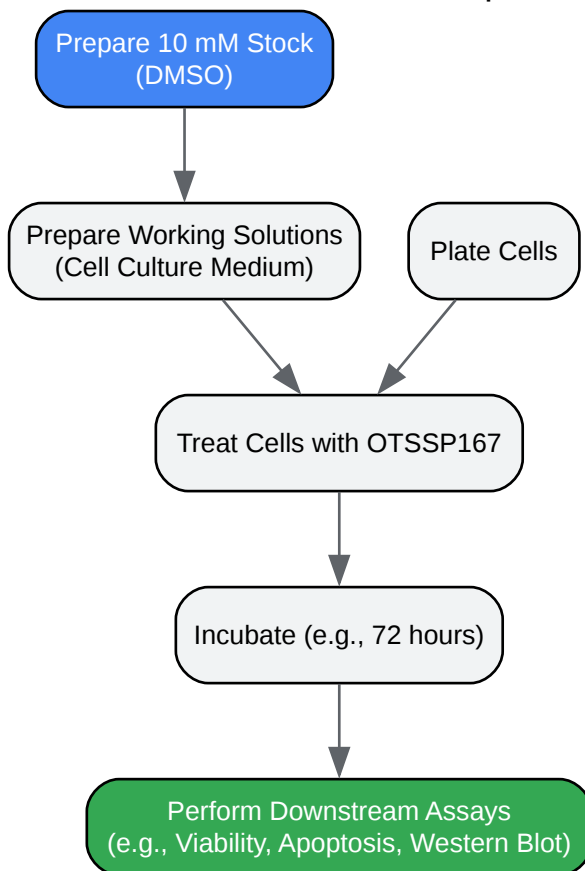 Prepare 10 mM Stock
(DMSO)
Prepare Working Solutions
(Cell Culture Medium)
Plate Cells
Treat Cells with OTSSP167
Incubate (e.g., 72 hours)
Perform Downstream Assays
(e.g., Viability, Apoptosis, Western Blot)